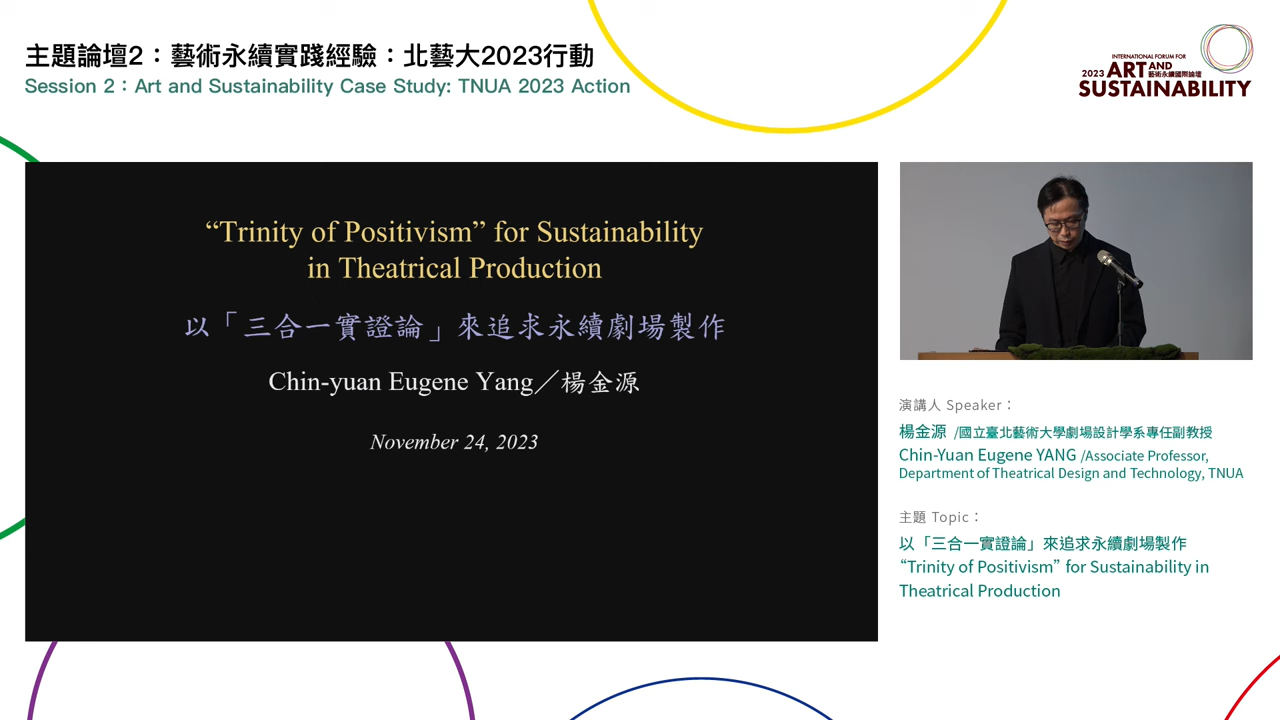 主題論壇2：藝術永續實踐經驗：北藝大2023行動
Session 2：Art and Sustainability Case Study: TNUA 2023 Action
INTERNATIONAL FORUM FOR
2023 ART AND 藝術永續國際論壇
SUSTAINABILITY
“Trinity of Positivism” for Sustainability
in Theatrical Production
以「三合一實證論」來追求永續劇場製作
Chin-yuan Eugene Yang／楊金源
November 24, 2023
演講人 Speaker：
楊金源 /國立臺北藝術大學劇場設計學系專任副教授
Chin-Yuan Eugene YANG /Associate Professor,
Department of Theatrical Design and Technology, TNUA
主題 Topic：
以「三合一實證論」來追求永續劇場製作
“Trinity of Positivism” for Sustainability in
Theatrical Production